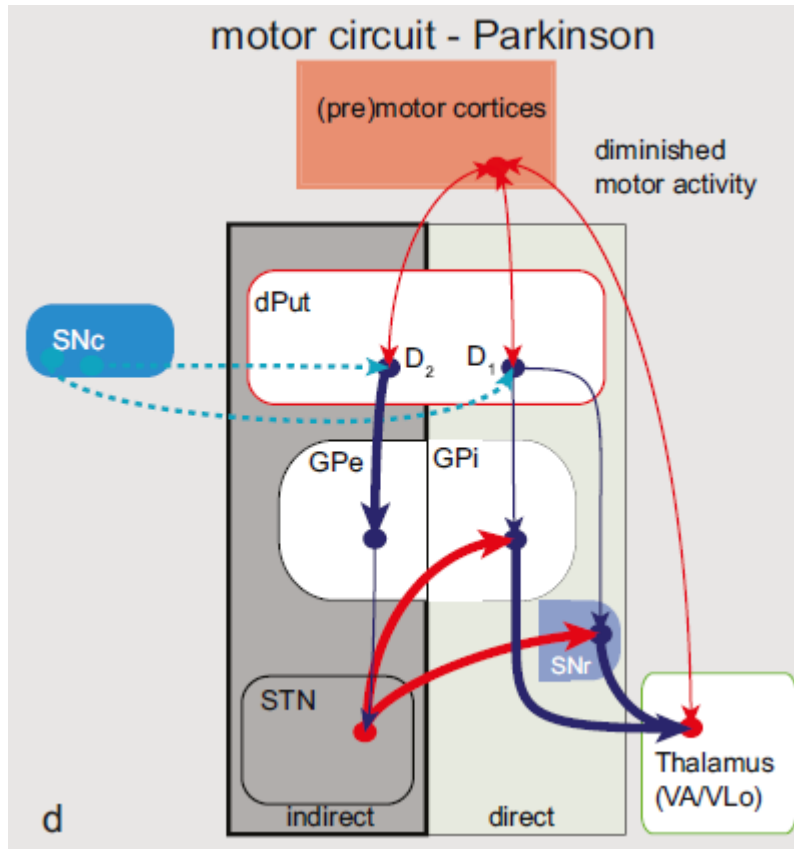 motor circuit - Parkinson
(pre)motor cortices
diminished
motor activity
dPut
SNc
D2
D1
GPe
GPi
SNr
STN
Thalamus
(VA/VLo)
indirect
direct
d